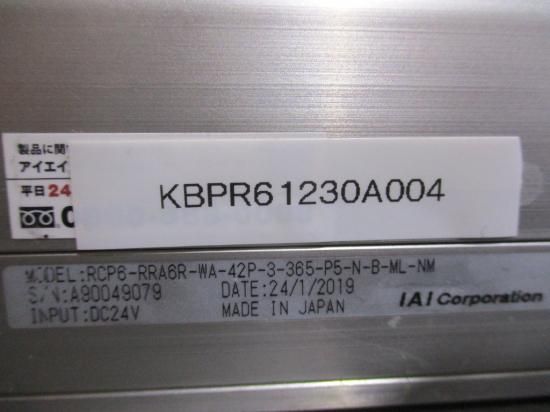 製品に関
アイエイ
平日24
KBPR61230A004
MODEL:RCP6-RRA6R-WA-42P-3-365-P5-N-B-ML-NM
S/N:A90049079 DATE:24/1/2019
INPUT:DC24V MADE IN JAPAN IAI Corporation